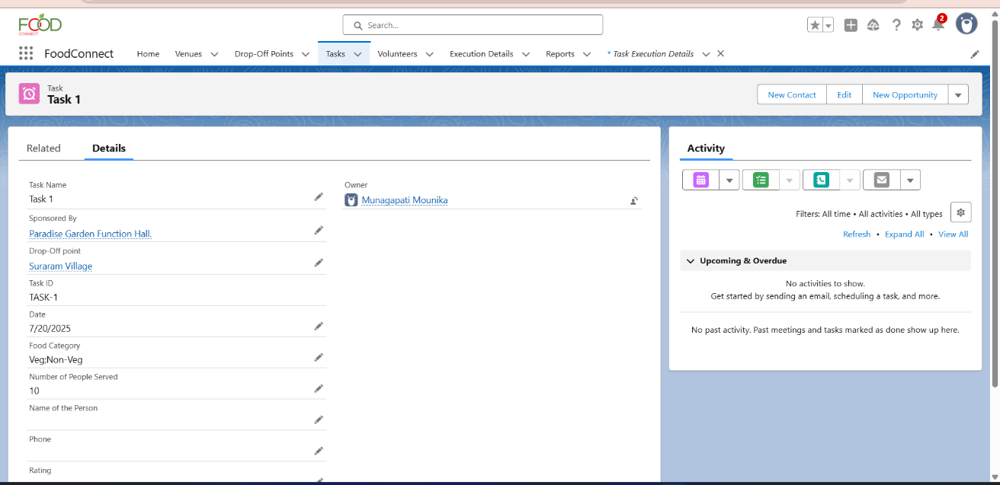 FOOD
CONNECT
Search...
2
FoodConnect
Home
Venues
Drop-Off Points
Tasks
Volunteers
Execution Details
Reports
* Task Execution Details
Task
Task 1
New Contact
Edit
New Opportunity
Related
Details
Task Name
Task 1
Owner
Munagapati Mounika
Sponsored By
Paradise Garden Function Hall.
Drop-Off point
Suraram Village
Task ID
TASK-1
Date
7/20/2025
Food Category
Veg;Non-Veg
Number of People Served
10
Name of the Person
Phone
Rating
Activity
Filters: All time • All activities • All types
Refresh • Expand All • View All
Upcoming & Overdue
No activities to show.
Get started by sending an email, scheduling a task, and more.
No past activity. Past meetings and tasks marked as done show up here.